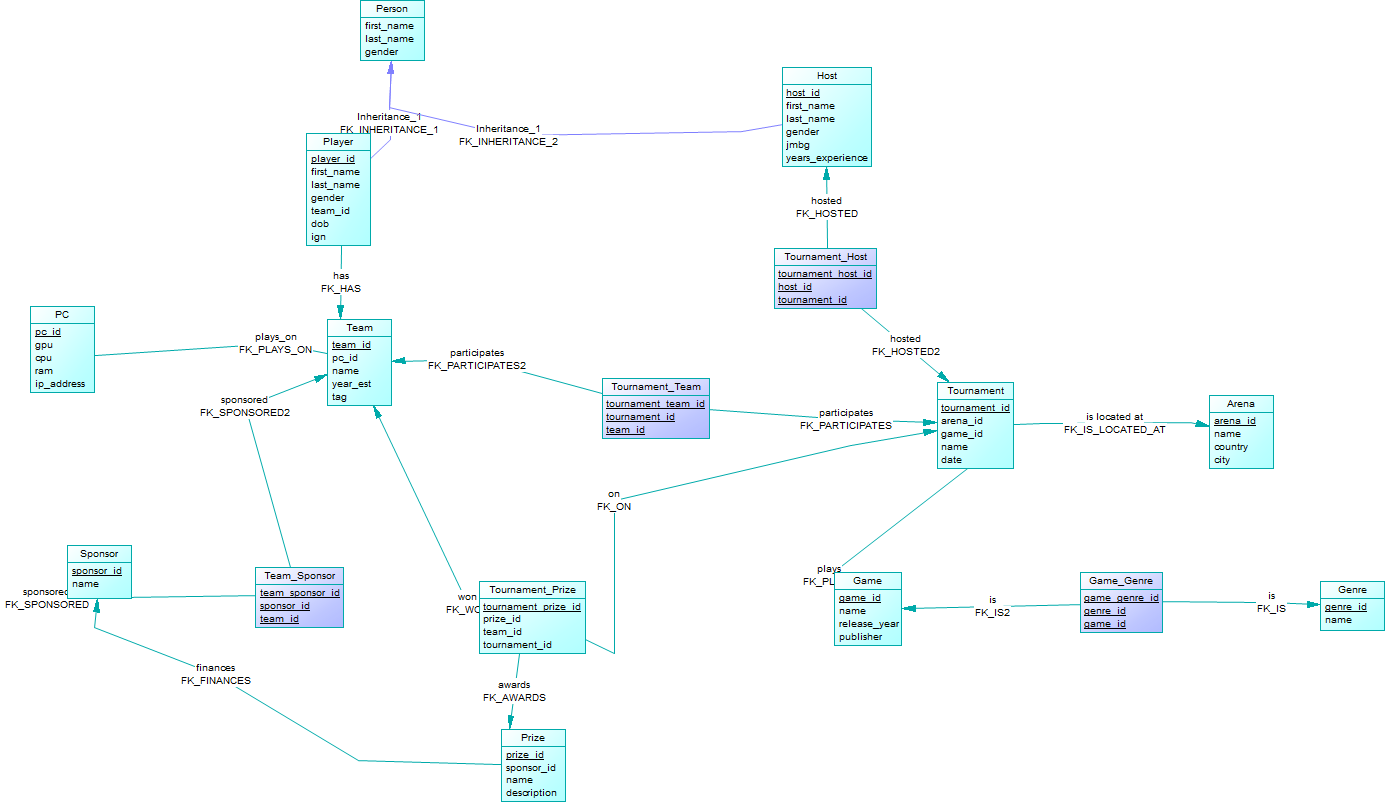 Person
first_name
last_name
gender
Host
host_id
first_name
last_name
gender
jmbg
years_experience
Inheritance_1
FK_INHERITANCE_1
Inheritance_1
FK_INHERITANCE_2
Player
player_id
first_name
last_name
gender
team_id
dob
ign
hosted
FK_HOSTED
Tournament_Host
tournament_host_id
host_id
tournament_id
has
FK_HAS
PC
pc_id
gpu
cpu
ram
ip_address
plays_on
FK_PLAYS_ON
Team
team_id
pc_id
name
year_est
tag
participates
FK_PARTICIPATES2
hosted
FK_HOSTED2
Tournament_Team
tournament_team_id
tournament_id
team_id
participates
FK_PARTICIPATES
Tournament
tournament_id
arena_id
game_id
name
date
is located at
FK_IS_LOCATED_AT
Arena
arena_id
name
country
city
sponsored
FK_SPONSORED2
on
FK_ON
Sponsor
sponsor_id
name
sponsored
FK_SPONSORED
Team_Sponsor
team_sponsor_id
sponsor_id
team_id
won
FK_WO
Tournament_Prize
tournament_prize_id
prize_id
team_id
tournament_id
plays
FK_PL
Game
game_id
name
release_year
publisher
is
FK_IS2
Game_Genre
game_genre_id
genre_id
game_id
is
FK_IS
Genre
genre_id
name
finances
FK_FINANCES
awards
FK_AWARDS
Prize
prize_id
sponsor_id
name
description